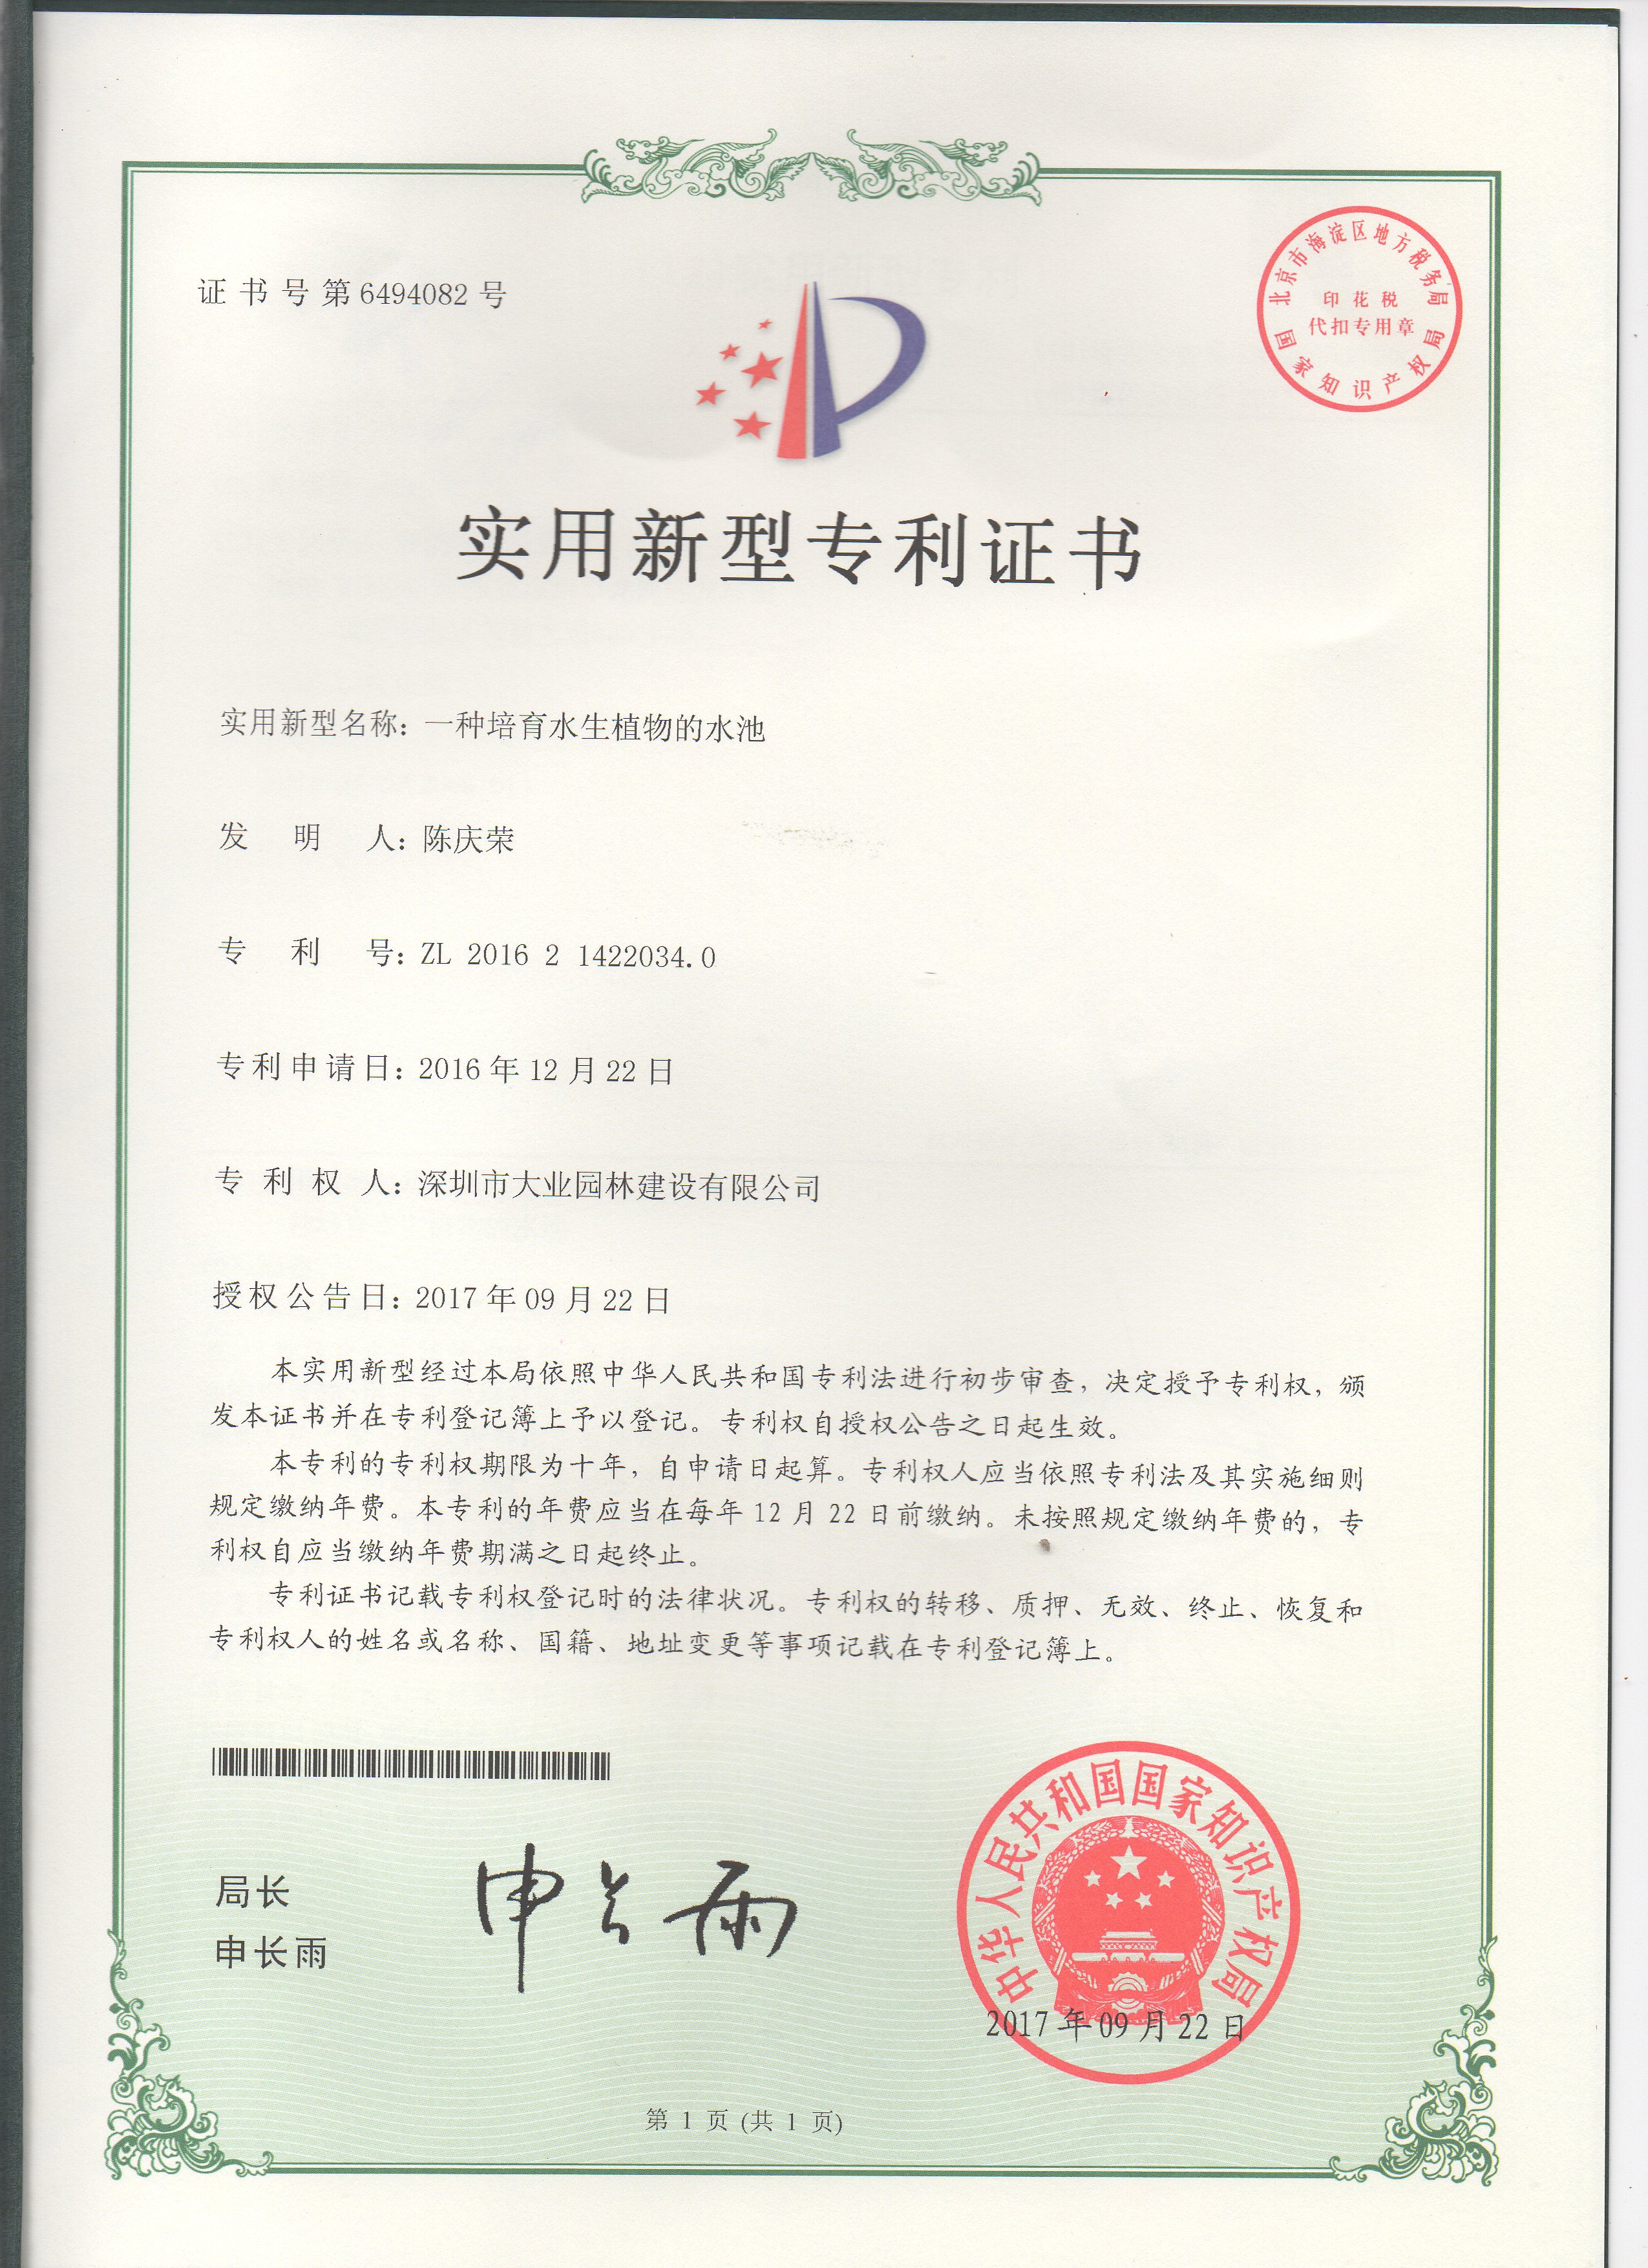 证书号第6494082号
北京市海淀区地方税务局
印花税
代扣专用章
国家知识产权局
实用新型专利证书
实用新型名称：一种培育水生植物的水池
发明人：陈庆荣
专利号：ZL 2016 2 1422034.0
专利申请日：2016年12月22日
专利权人：深圳市大业园林建设有限公司
授权公告日：2017年09月22日
本实用新型经过本局依照中华人民共和国专利法进行初步审查，决定授予专利权，颁
发本证书并在专利登记簿上予以登记。专利权自授权公告之日起生效。
本专利的专利权期限为十年，自申请日起算。专利权人应当依照专利法及其实施细则
规定缴纳年费。本专利的年费应当在每年12月22日前缴纳。未按照规定缴纳年费的，专
利权自应当缴纳年费期满之日起终止。
专利证书记载专利权登记时的法律状况。专利权的转移、质押、无效、终止、恢复和
专利权人的姓名或名称、国籍、地址变更等事项记载在专利登记簿上。
局长
申长雨
申长雨
中华人民共和国国家知识产权局
2017年09月22日
第 1 页 (共 1 页)